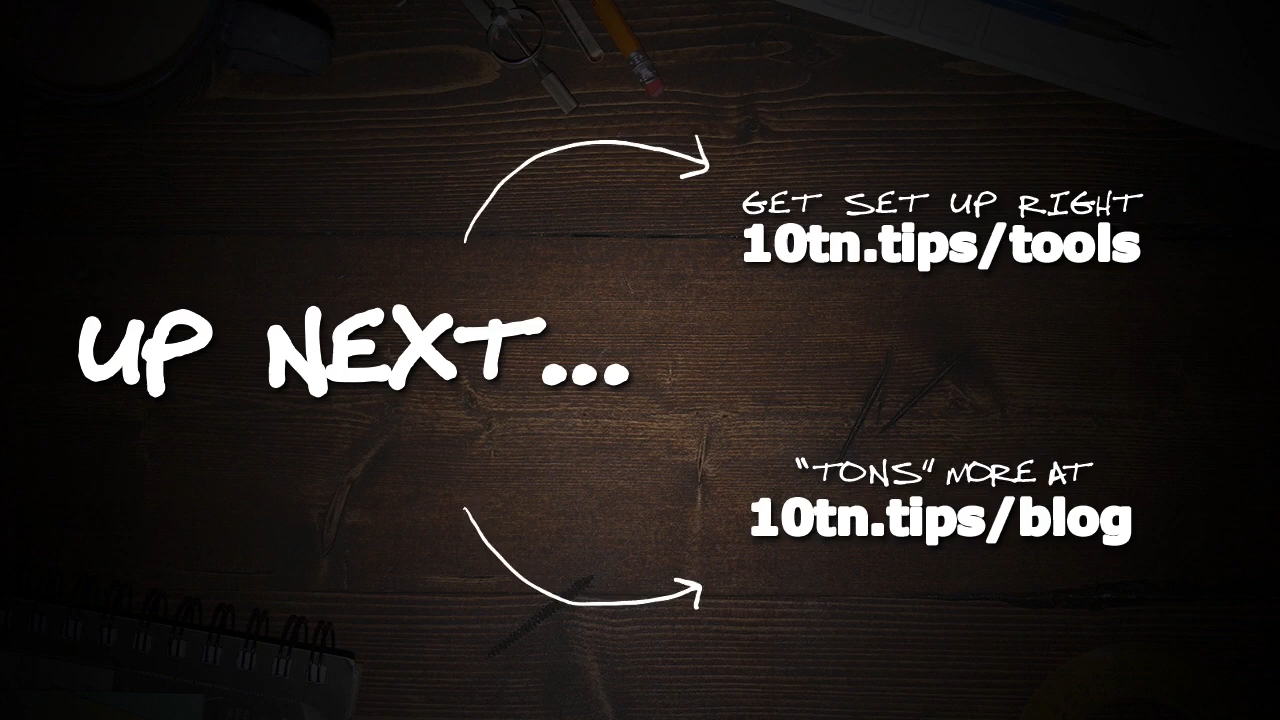 UP NEXT...
GET SET UP RIGHT
10tn.tips/tools
"TONS" MORE AT
10tn.tips/blog